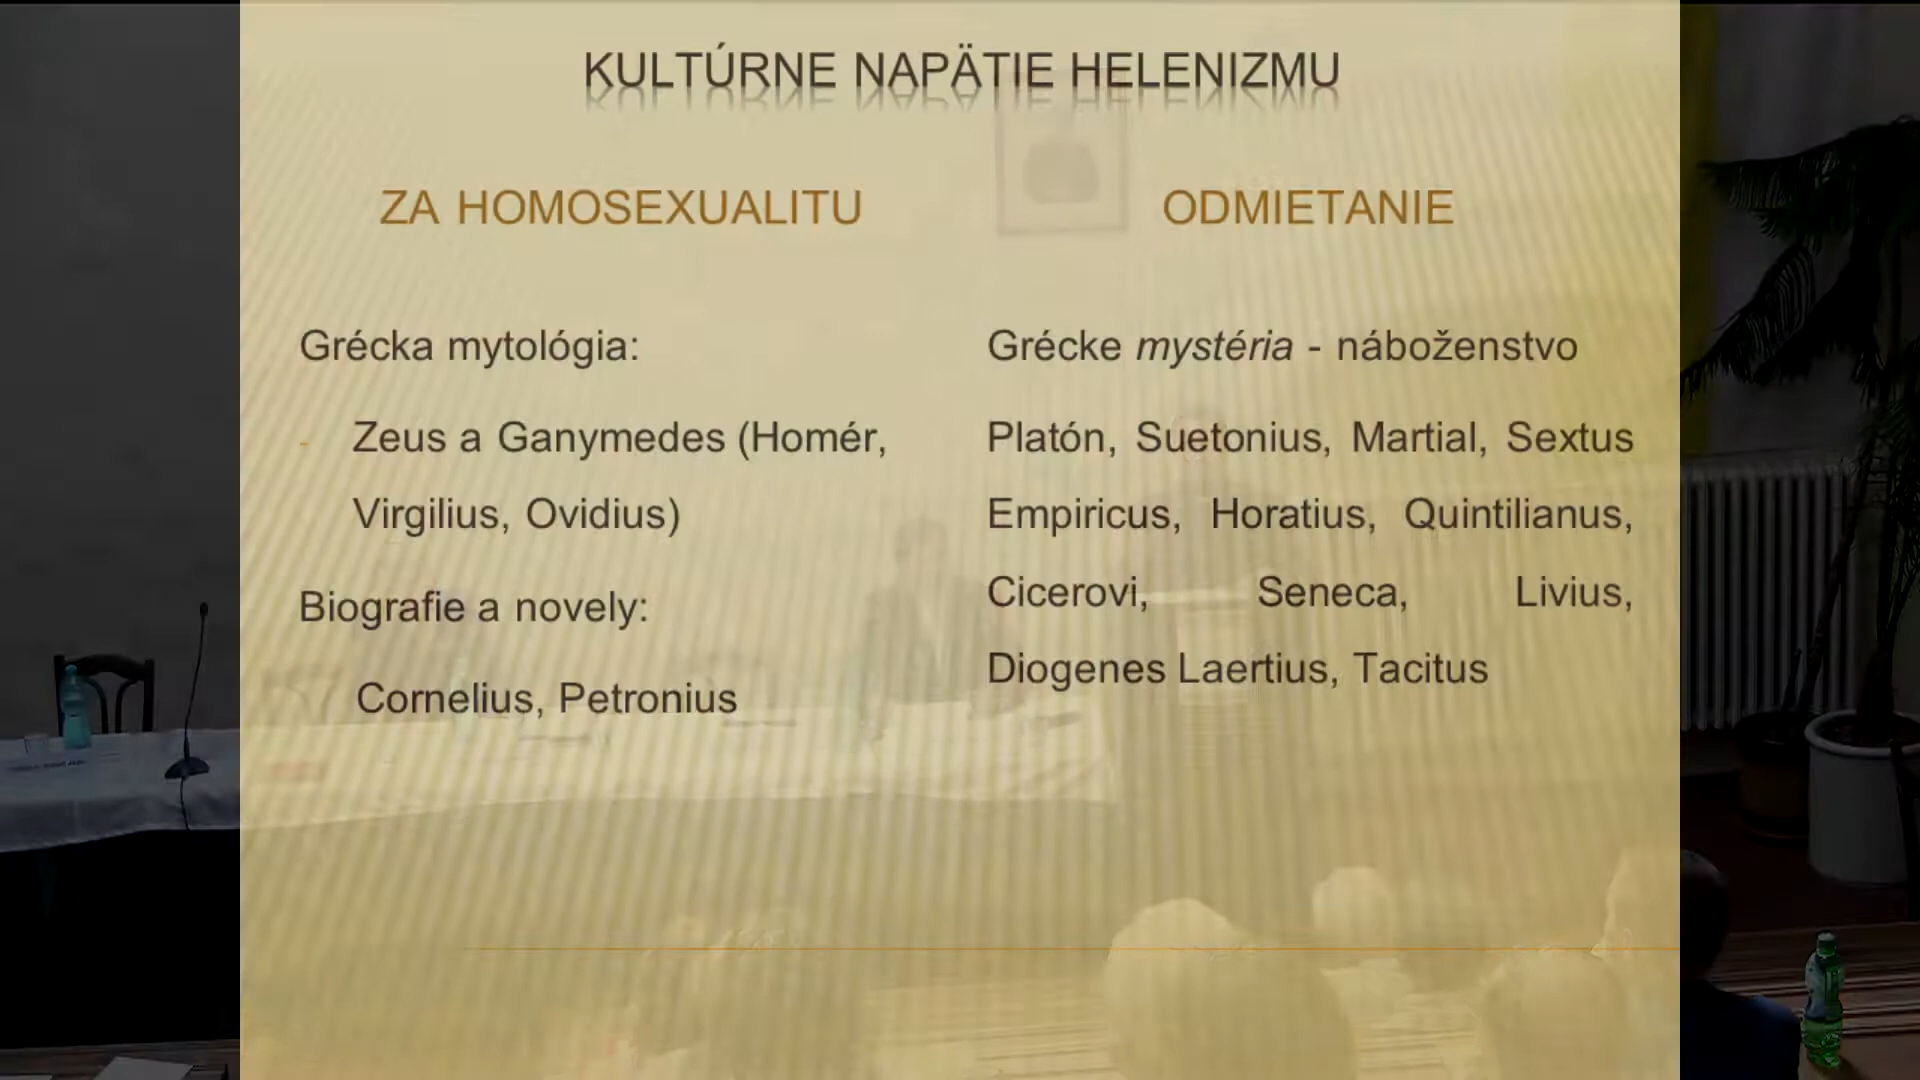 KULTÚRNE NAPÄTIE HELENIZMU
ZA HOMOSEXUALITU
Grécka mytológia:
- Zeus a Ganymedes (Homér,
Virgilius, Ovidius)
Biografie a novely:
Cornelius, Petronius
ODMIETANIE
Grécke mystéria - náboženstvo
Platón, Suetonius, Martial, Sextus
Empiricus, Horatius, Quintilianus,
Cicerovi, Seneca, Livius,
Diogenes Laertius, Tacitus